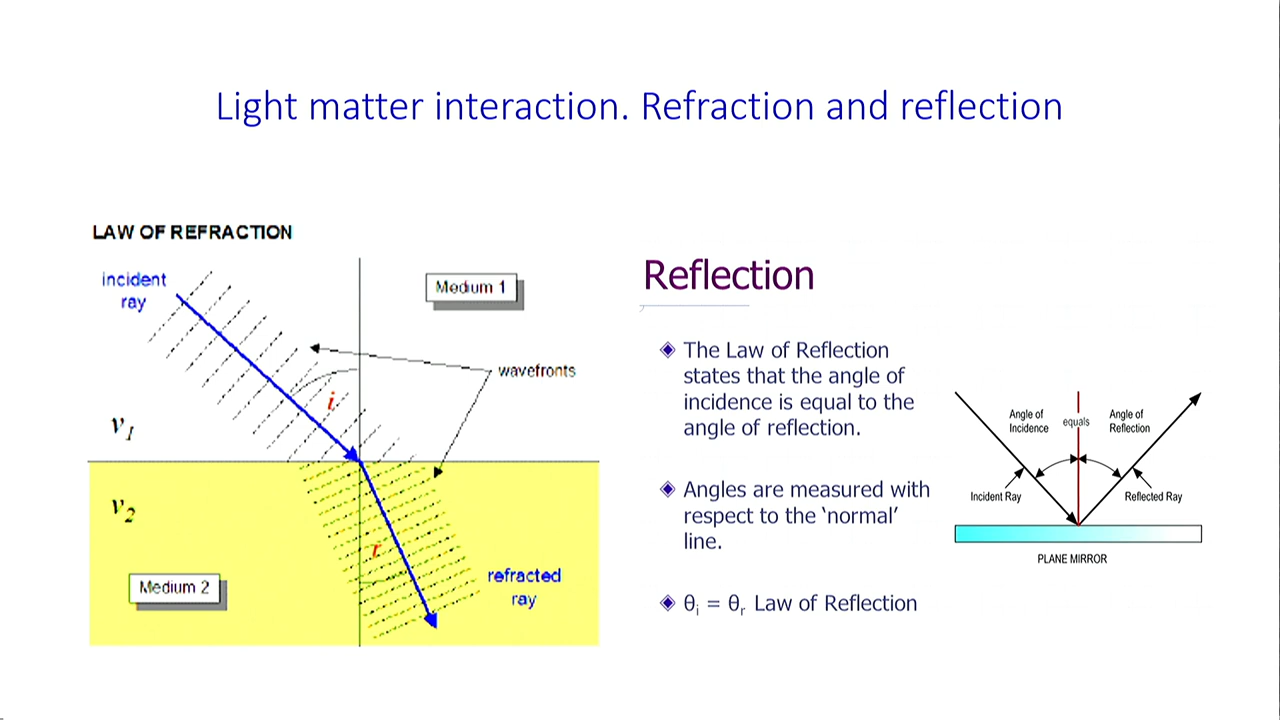 Light matter interaction. Refraction and reflection
LAW OF REFRACTION
incident
ray
Medium 1
wavefronts
i
v1
v2
r
Medium 2
refracted
ray
Reflection
The Law of Reflection
states that the angle of
incidence is equal to the
angle of reflection.
Angles are measured with
respect to the ‘normal’
line.
θi = θr Law of Reflection
Angle of
Incidence
equals
Angle of
Reflection
Incident Ray
Reflected Ray
PLANE MIRROR